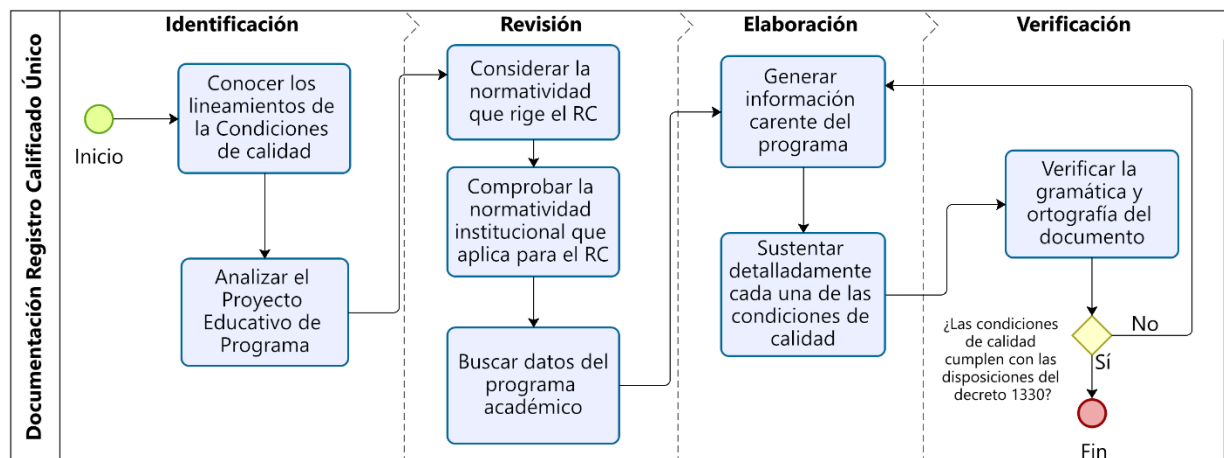 Documentación Registro Calificado Único
Identificación
Revisión
Elaboración
Verificación
Inicio
Conocer los
lineamientos de
la Condiciones
de calidad
Analizar el
Proyecto
Educativo de
Programa
Considerar la
normatividad
que rige el RC
Comprobar la
normatividad
institucional que
aplica para el RC
Buscar datos del
programa
académico
Generar
información
carente del
programa
Sustentar
detalladamente
cada una de las
condiciones de
calidad
Verificar la
gramática y
ortografía del
documento
¿Las condiciones
de calidad
cumplen con las
disposiciones del
decreto 1330?
No
Sí
Fin